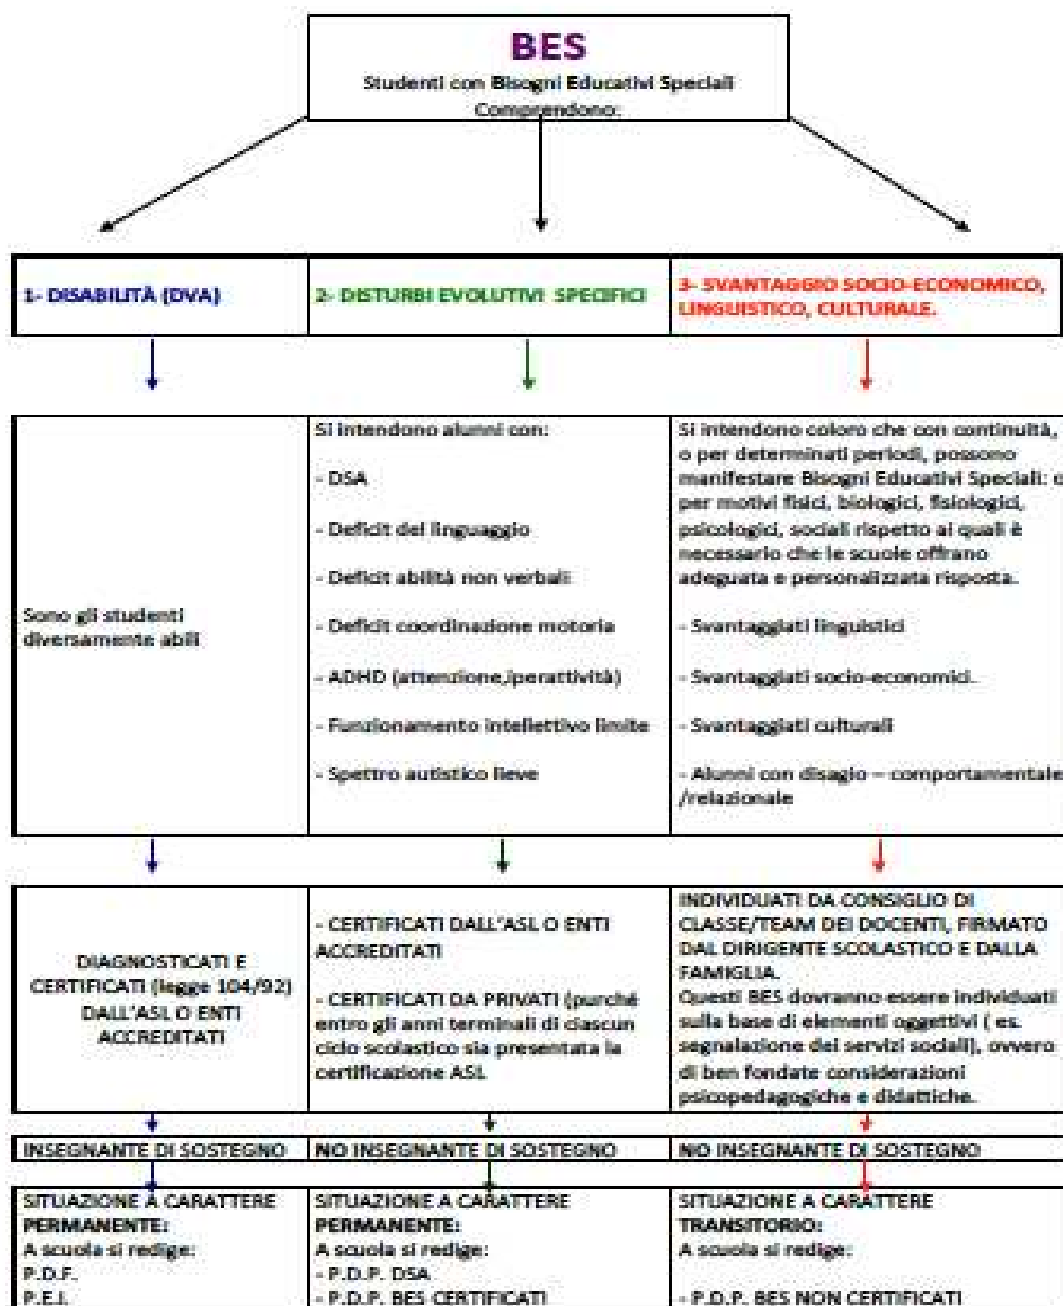 BES
Studenti con Bisogni Educativi Speciali
Comprendono:
1- DISABILITÀ (DVA)
2- DISTURBI EVOLUTIVI SPECIFICI
3- SVANTAGGIO SOCIO-ECONOMICO,
LINGUISTICO, CULTURALE.
Sono gli studenti
diversamente abili
Si intendono alunni con:
- DSA
- Deficit del linguaggio
- Deficit abilità non verbali
- Deficit coordinazione motoria
- ADHD (attenzione,iperattività)
- Funzionamento intellettivo limite
- Spettro autistico lieve
Si intendono coloro che con continuità,
o per determinati periodi, possono
manifestare Bisogni Educativi Speciali: o
per motivi fisici, biologici, fisiologici,
psicologici, sociali rispetto ai quali è
necessario che le scuole offrano
adeguata e personalizzata risposta.
- Svantaggiati linguistici
- Svantaggiati socio-economici.
- Svantaggiati culturali
- Alunni con disagio – comportamentale
/relazionale
DIAGNOSTICATI E
CERTIFICATI (legge 104/92)
DALL'ASL O ENTI
ACCREDITATI
- CERTIFICATI DALL'ASL O ENTI
ACCREDITATI
- CERTIFICATI DA PRIVATI (purché
entro gli anni terminali di ciascun
ciclo scolastico sia presentata la
certificazione ASL
INDIVIDUATI DA CONSIGLIO DI
CLASSE/TEAM DEI DOCENTI, FIRMATO
DAL DIRIGENTE SCOLASTICO E DALLA
FAMIGLIA.
Questi BES dovranno essere individuati
sulla base di elementi oggettivi ( es.
segnalazione dei servizi sociali), ovvero
di ben fondate considerazioni
psicopedagogiche e didattiche.
INSEGNANTE DI SOSTEGNO
NO INSEGNANTE DI SOSTEGNO
NO INSEGNANTE DI SOSTEGNO
SITUAZIONE A CARATTERE
PERMANENTE:
A scuola si redige:
P.D.F.
P.E.I.
SITUAZIONE A CARATTERE
PERMANENTE:
A scuola si redige:
- P.D.P. DSA
- P.D.P. BES CERTIFICATI
SITUAZIONE A CARATTERE
TRANSITORIO:
A scuola si redige:
- P.D.P. BES NON CERTIFICATI